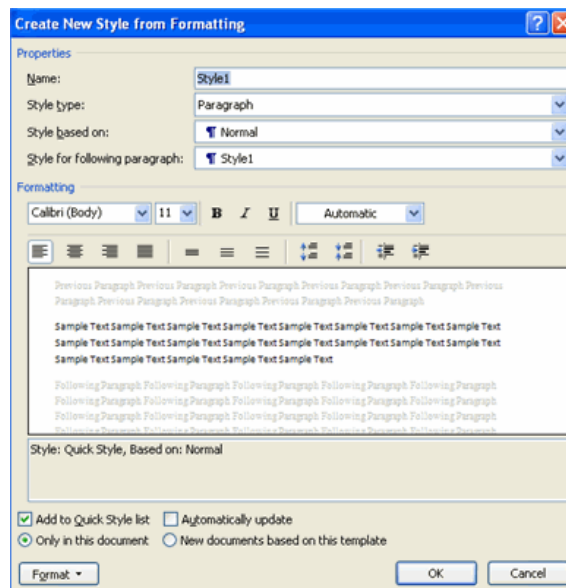 Create New Style from Formatting
Properties
Name: Style1
Style type: Paragraph
Style based on: ¶ Normal
Style for following paragraph: ¶ Style1
Formatting
Calibri (Body) 11 B I U Automatic
Previous Paragraph Previous Paragraph Previous Paragraph Previous Paragraph Previous
Paragraph Previous Paragraph Previous Paragraph Previous Paragraph Previous Paragraph
Sample Text Sample Text Sample Text Sample Text Sample Text Sample Text Sample Text Sample Text
Sample Text Sample Text Sample Text Sample Text Sample Text Sample Text Sample Text Sample Text
Sample Text Sample Text Sample Text Sample Text Sample Text
Following Paragraph Following Paragraph Following Paragraph Following Paragraph
Following Paragraph Following Paragraph Following Paragraph Following Paragraph
Following Paragraph Following Paragraph Following Paragraph Following Paragraph
Following Paragraph Following Paragraph Following Paragraph Following Paragraph
Style: Quick Style, Based on: Normal
Add to Quick Style list Automatically update
Only in this document New documents based on this template
Format OK Cancel